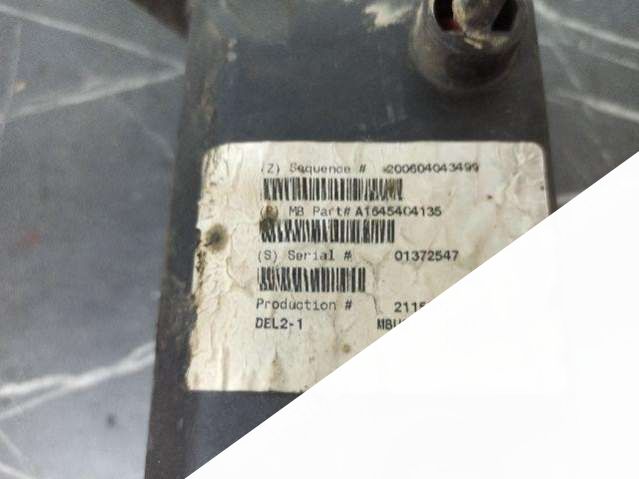 (Z) Sequence # *200604043499
(P) MB Part# A1645404135
(S) Serial # 01372547
Production # 211
DEL2-1